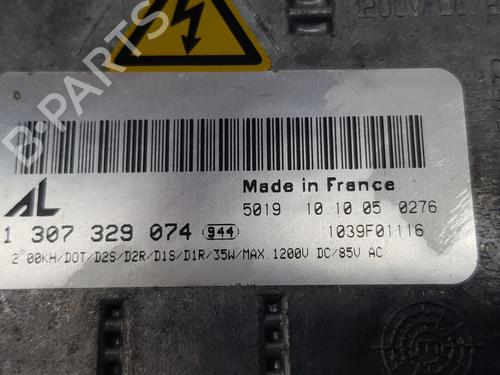 1200V DC
B-PARTS
Made in France
AL
5019 10 10 05 0276
1 307 329 074 944
1039F01116
2 00KH/DOT/D2S/D2R/D1S/D1R/35W/MAX.1200V DC/85V AC